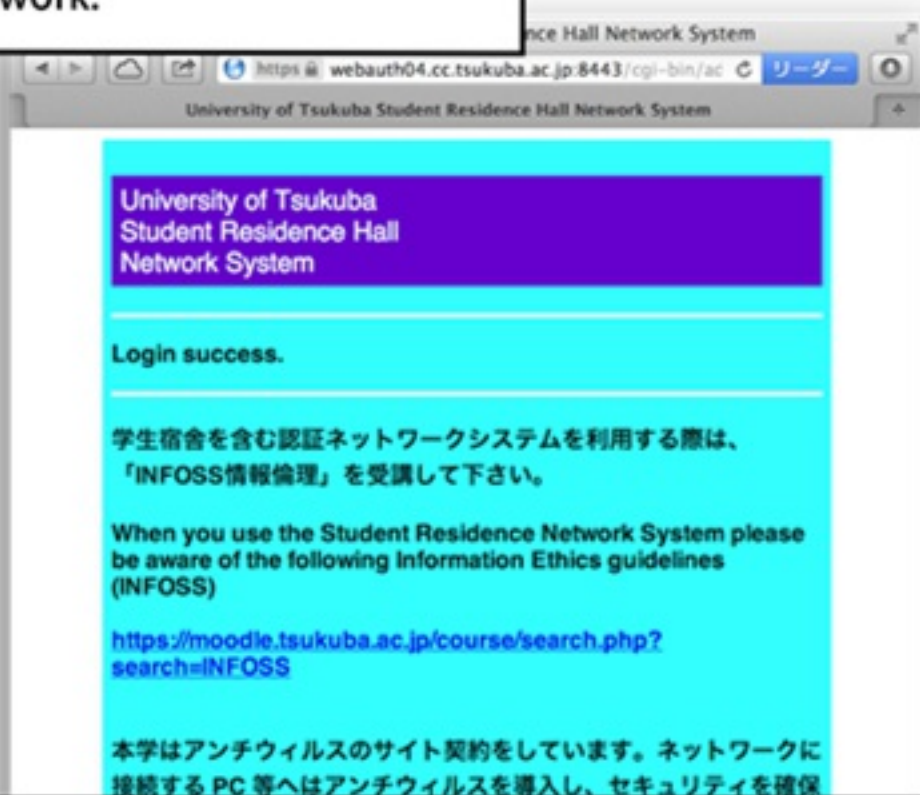 work.
nce Hall Network System
https webauth04.cc.tsukuba.ac.jp:8443/cgi-bin/ac リーダー
University of Tsukuba Student Residence Hall Network System
University of Tsukuba
Student Residence Hall
Network System
Login success.
学生宿舎を含む認証ネットワークシステムを利用する際は、
「INFOSS情報倫理」を受講して下さい。
When you use the Student Residence Network System please
be aware of the following Information Ethics guidelines
(INFOSS)
https://moodle.tsukuba.ac.jp/course/search.php?
search=INFOSS
本学はアンチウィルスのサイト契約をしています。ネットワークに
接続する PC 等へはアンチウィルスを導入し、セキュリティを確保